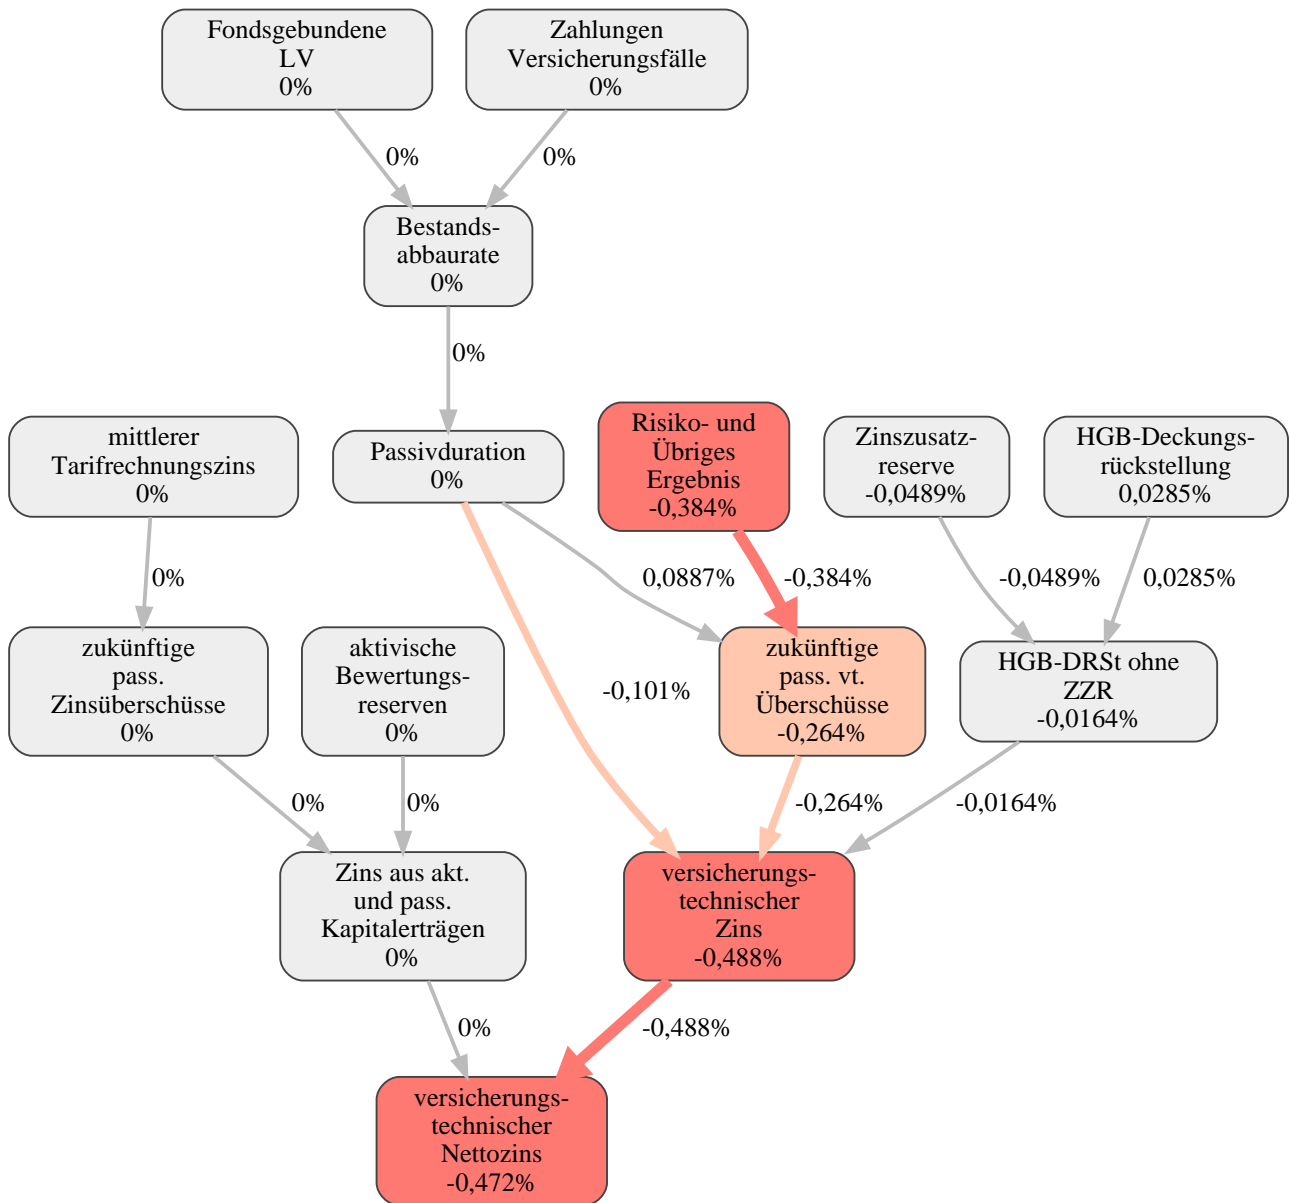 Fondsgebundene
LV
0%
Zahlungen
Versicherungsfälle
0%
0%
0%
Bestands-
abbaurate
0%
0%
mittlerer
Tarifrechnungszins
0%
Passivduration
0%
Risiko- und
Übriges
Ergebnis
-0,384%
Zinszusatz-
reserve
-0,0489%
HGB-Deckungs-
rückstellung
0,0285%
0%
0,0887%
-0,384%
-0,0489%
0,0285%
zukünftige
pass.
Zinsüberschüsse
0%
aktivische
Bewertungs-
reserven
0%
-0,101%
zukünftige
pass. vt.
Überschüsse
-0,264%
HGB-DRSt ohne
ZZR
-0,0164%
0%
0%
-0,264%
-0,0164%
Zins aus akt.
und pass.
Kapitalerträgen
0%
versicherungs-
technischer
Zins
-0,488%
0%
-0,488%
versicherungs-
technischer
Nettozins
-0,472%